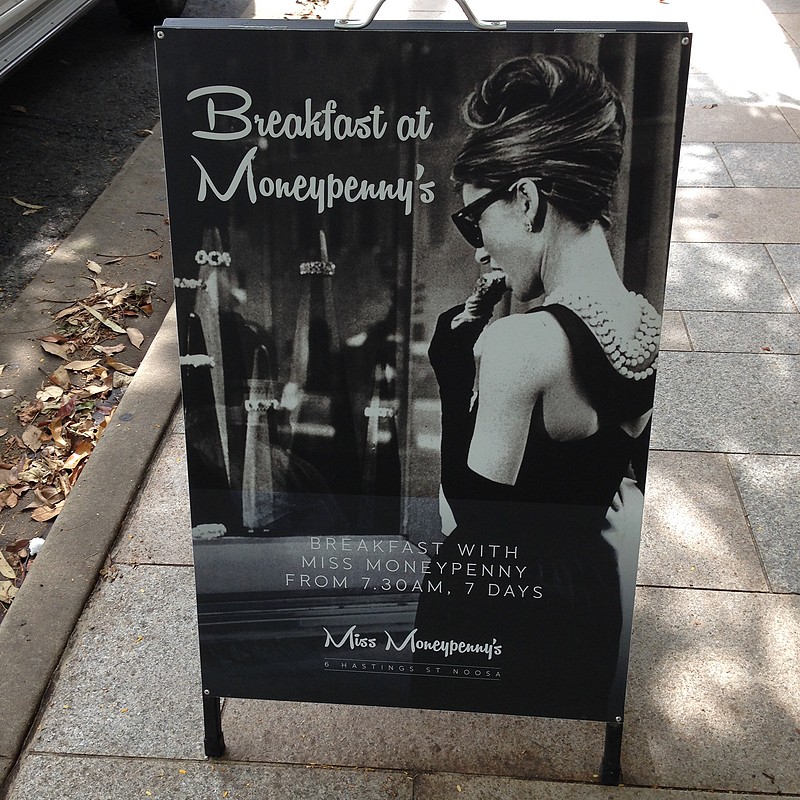 Breakfast at
Moneypenny's
BREAKFAST WITH
MISS MONEYPENNY
FROM 7.30AM, 7 DAYS
Miss Moneypenny's
6 HASTINGS ST NOOSA